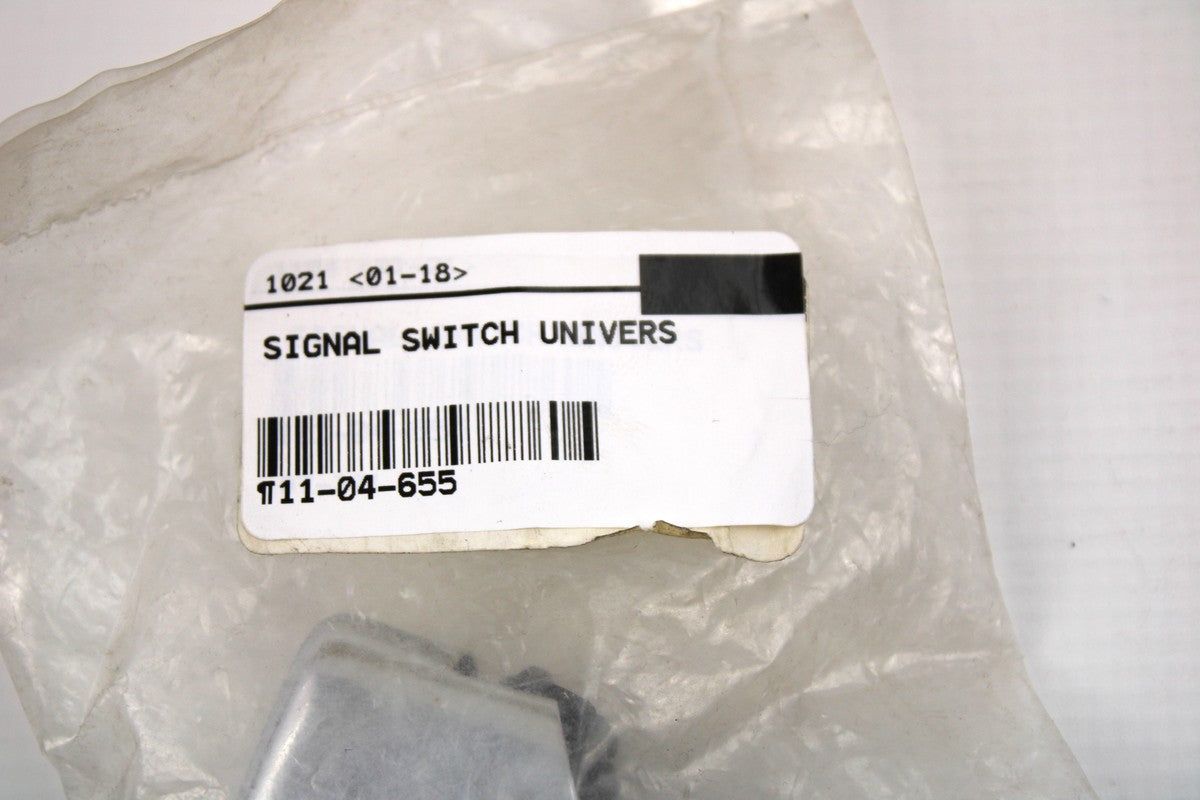 1021 <01-18>
SIGNAL SWITCH UNIVERS
¶11-04-655